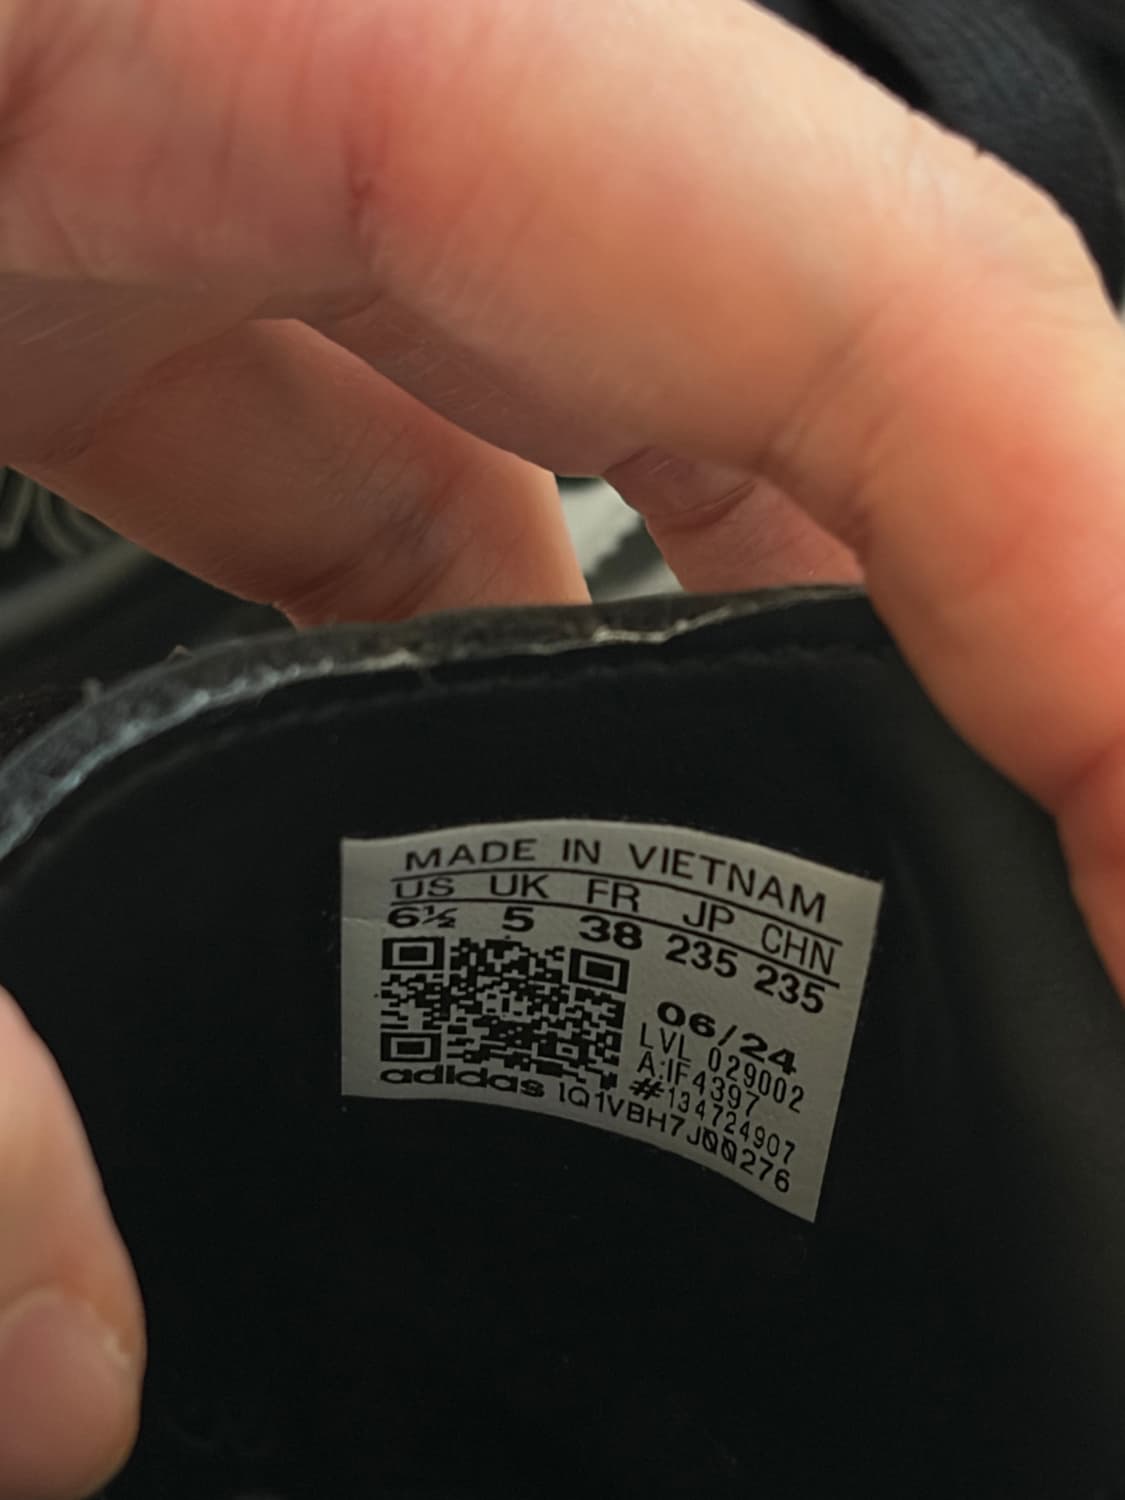 MADE IN VIETNAM
US UK FR JP CHN
6½ 5 38 235 235
06/24
LVL 029002
A:IF4397
#134724907
adidas 1Q1VBH7J00276